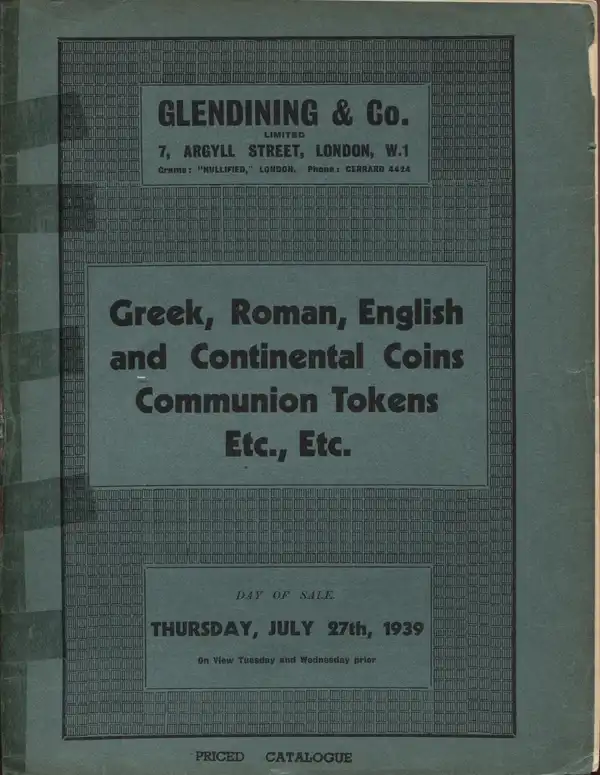 GLENDINING & Co.
LIMITED
7, ARGYLL STREET, LONDON, W.1
Grams: "NULLIFIED," LONDON. Phone: GERRARD 4424
Greek, Roman, English
and Continental Coins
Communion Tokens
Etc., Etc.
DAY OF SALE
THURSDAY, JULY 27th, 1939
On View Tuesday and Wednesday prior
PRICED CATALOGUE